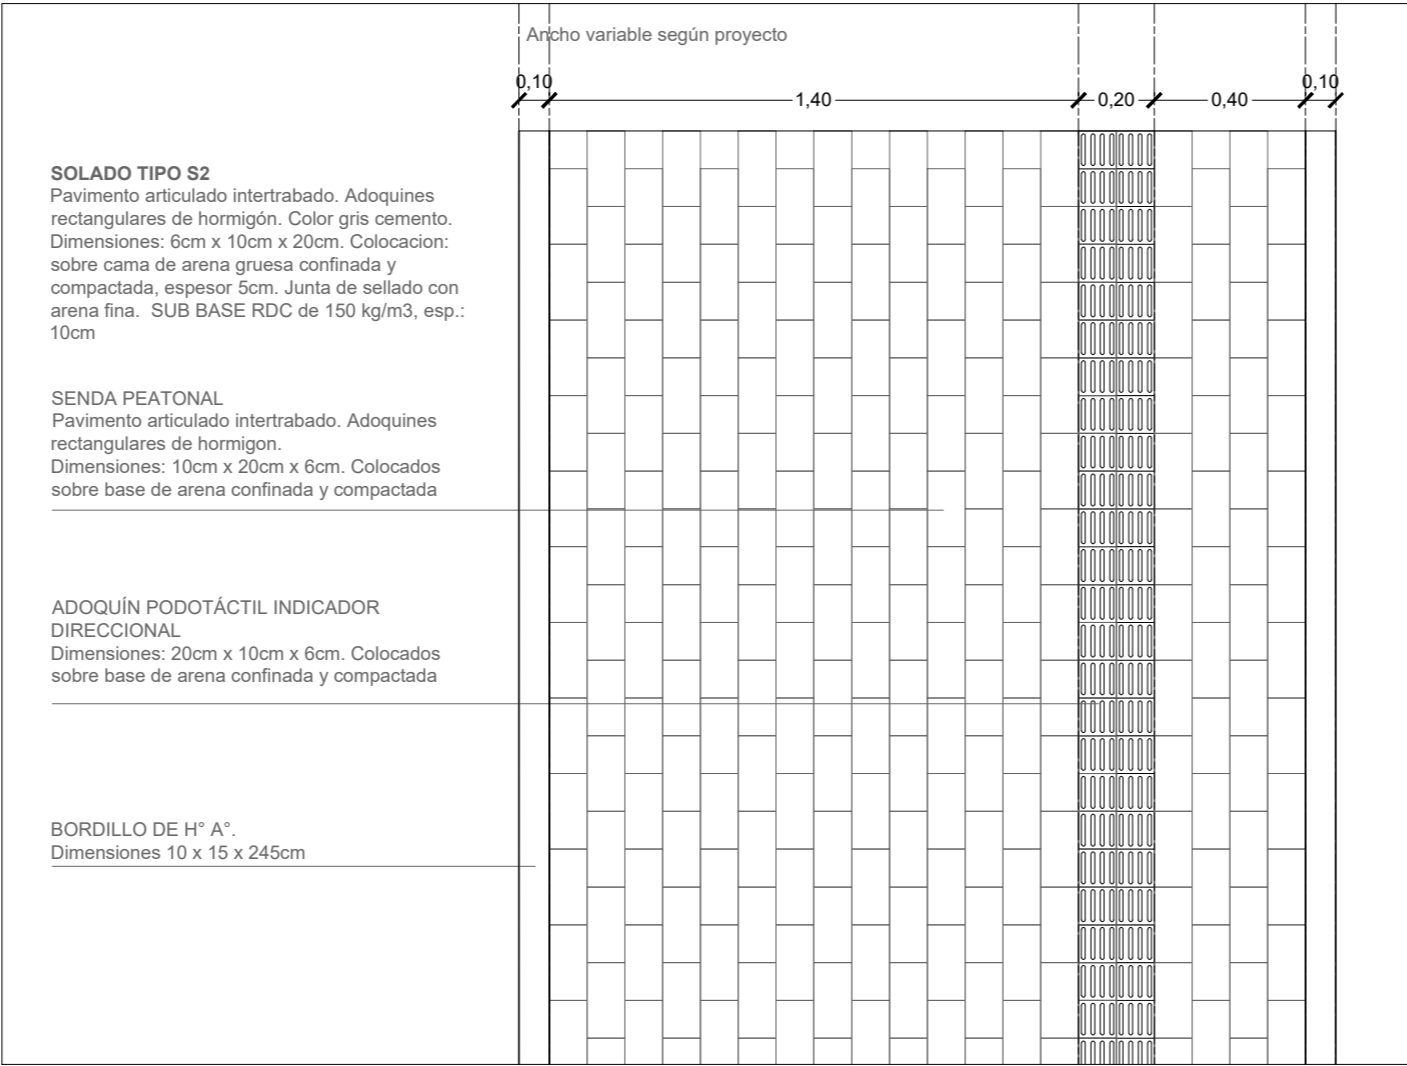 Ancho variable según proyecto
0,10
1,40
0,20
0,40
0,10
SOLADO TIPO S2
Pavimento articulado intertrabado. Adoquines
rectangulares de hormigón. Color gris cemento.
Dimensiones: 6cm x 10cm x 20cm. Colocacion:
sobre cama de arena gruesa confinada y
compactada, espesor 5cm. Junta de sellado con
arena fina. SUB BASE RDC de 150 kg/m3, esp.:
10cm
SENDA PEATONAL
Pavimento articulado intertrabado. Adoquines
rectangulares de hormigon.
Dimensiones: 10cm x 20cm x 6cm. Colocados
sobre base de arena confinada y compactada
ADOQUÍN PODOTÁCTIL INDICADOR
DIRECCIONAL
Dimensiones: 20cm x 10cm x 6cm. Colocados
sobre base de arena confinada y compactada
BORDILLO DE H° A°.
Dimensiones 10 x 15 x 245cm